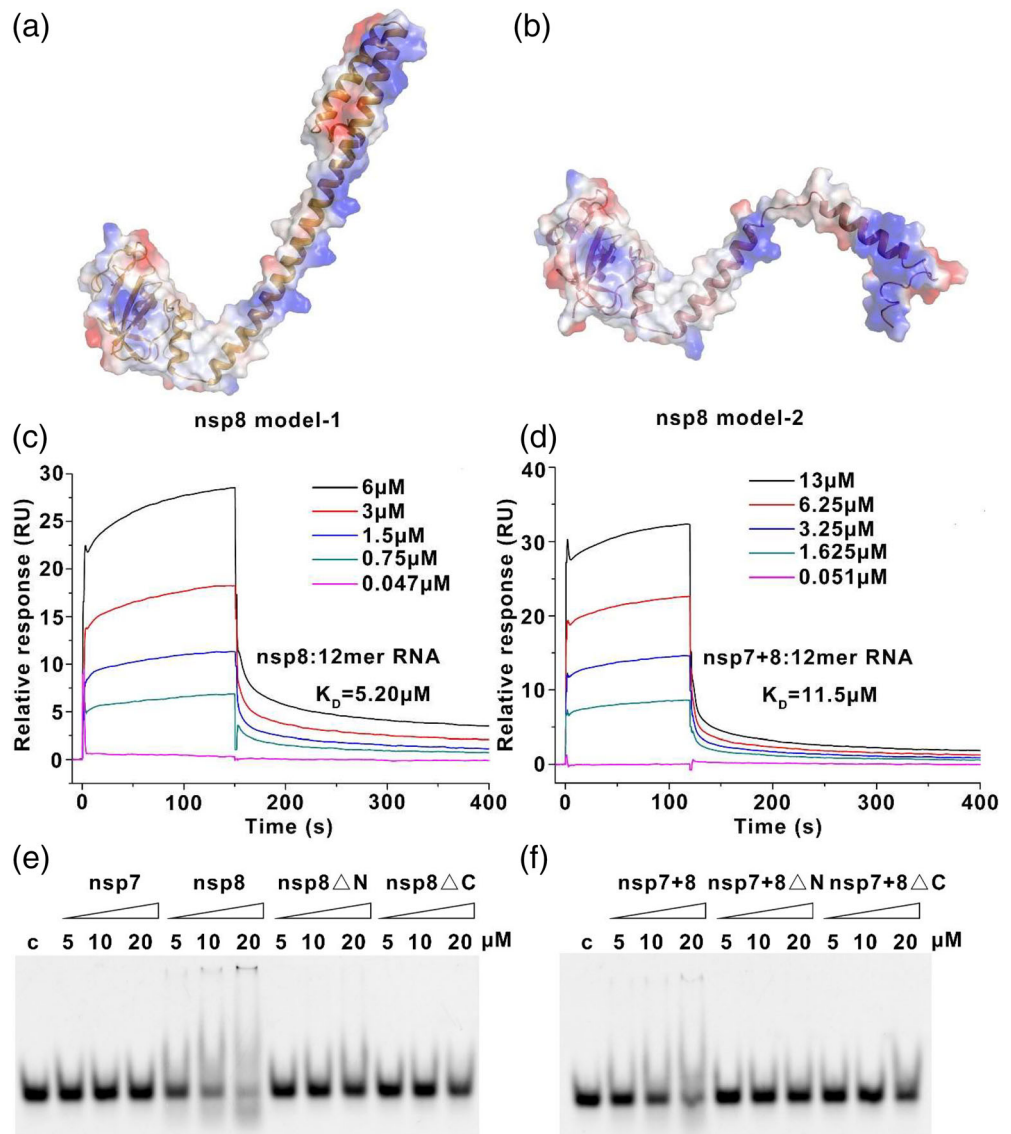 (a)
(b)
nsp8 model-1
nsp8 model-2
(c)
(d)
Relative response (RU)
30
25
20
15
10
5
0
6µM
3µM
1.5µM
0.75µM
0.047µM
nsp8:12mer RNA
KD=5.20µM
0 100 200 300 400
Time (s)
Relative response (RU)
40
30
20
10
0
13µM
6.25µM
3.25µM
1.625µM
0.051µM
nsp7+8:12mer RNA
KD=11.5µM
0 100 200 300 400
Time (s)
(e)
nsp7 nsp8 nsp8△N nsp8△C
c 5 10 20 5 10 20 5 10 20 5 10 20 µM
(f)
nsp7+8 nsp7+8△N nsp7+8△C
c 5 10 20 5 10 20 5 10 20 µM